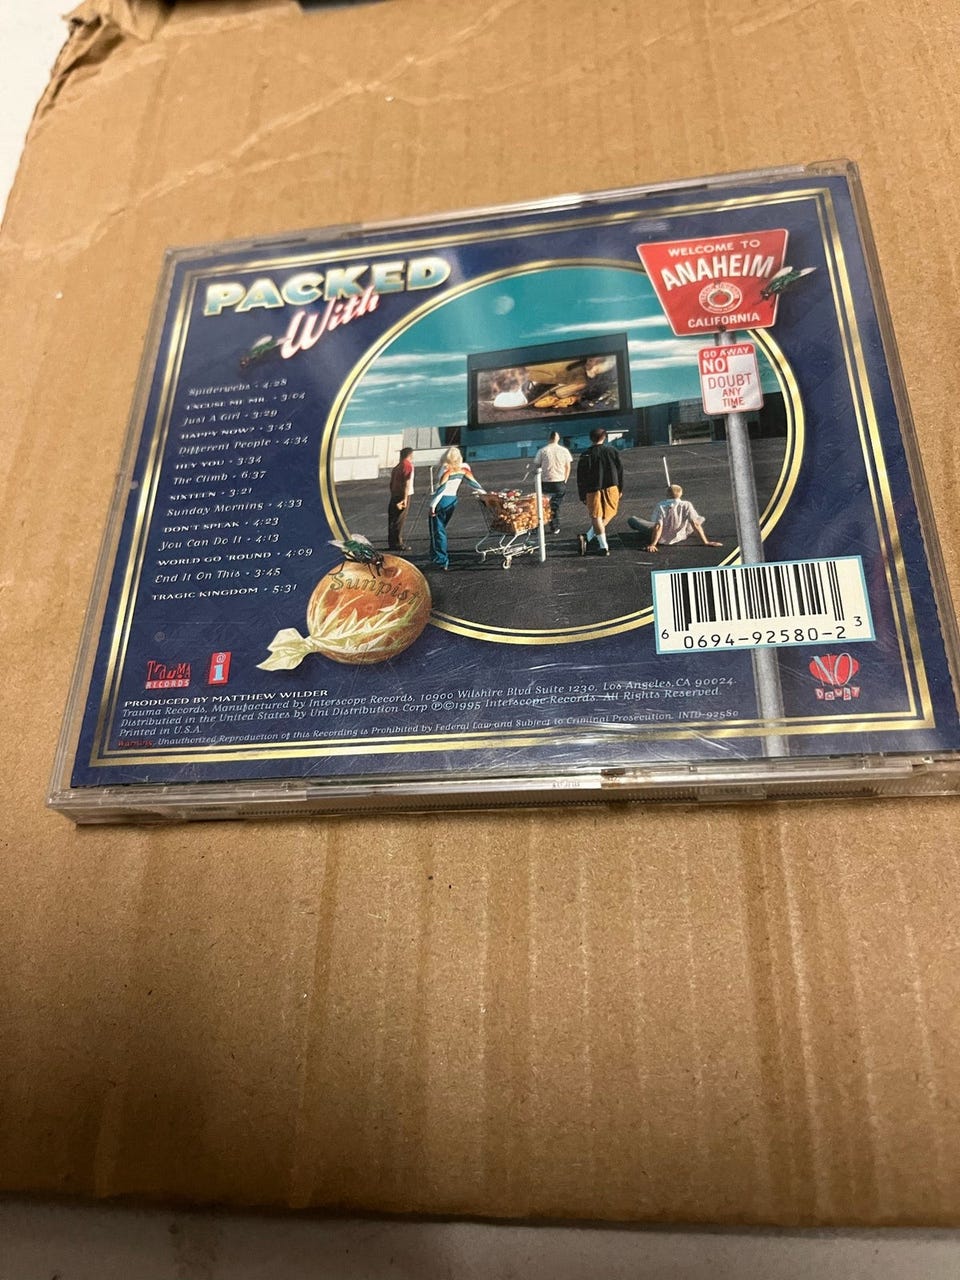 PACKED
With
Spiderwebs • 4:28
EXCUSE ME MR. • 3:04
Just A Girl • 3:29
HAPPY NOW? • 3:43
Different People • 4:34
HEY YOU • 3:34
The Climb • 6:37
SIXTEEN • 3:21
Sunday Morning • 4:33
DON'T SPEAK • 4:23
You Can Do It • 4:13
WORLD GO 'ROUND • 4:09
End It On This • 3:45
TRAGIC KINGDOM • 5:31
WELCOME TO
ANAHEIM
CALIFORNIA
GO AWAY
NO
DOUBT
ANY
TIME
Sunpist
6 0694-92580-2 3
TRAUMA
RECORDS
i
NO
DOUBT
PRODUCED BY MATTHEW WILDER
Trauma Records, Manufactured by Interscope Records, 10900 Wilshire Blvd Suite 1230, Los Angeles, CA 90024.
Distributed in the United States by Uni Distribution Corp ℗©1995 Interscope Records. All Rights Reserved.
Printed in U.S.A.
Warning: Unauthorized Reproduction of this Recording is Prohibited by Federal Law and Subject to Criminal Prosecution. INTD-92580